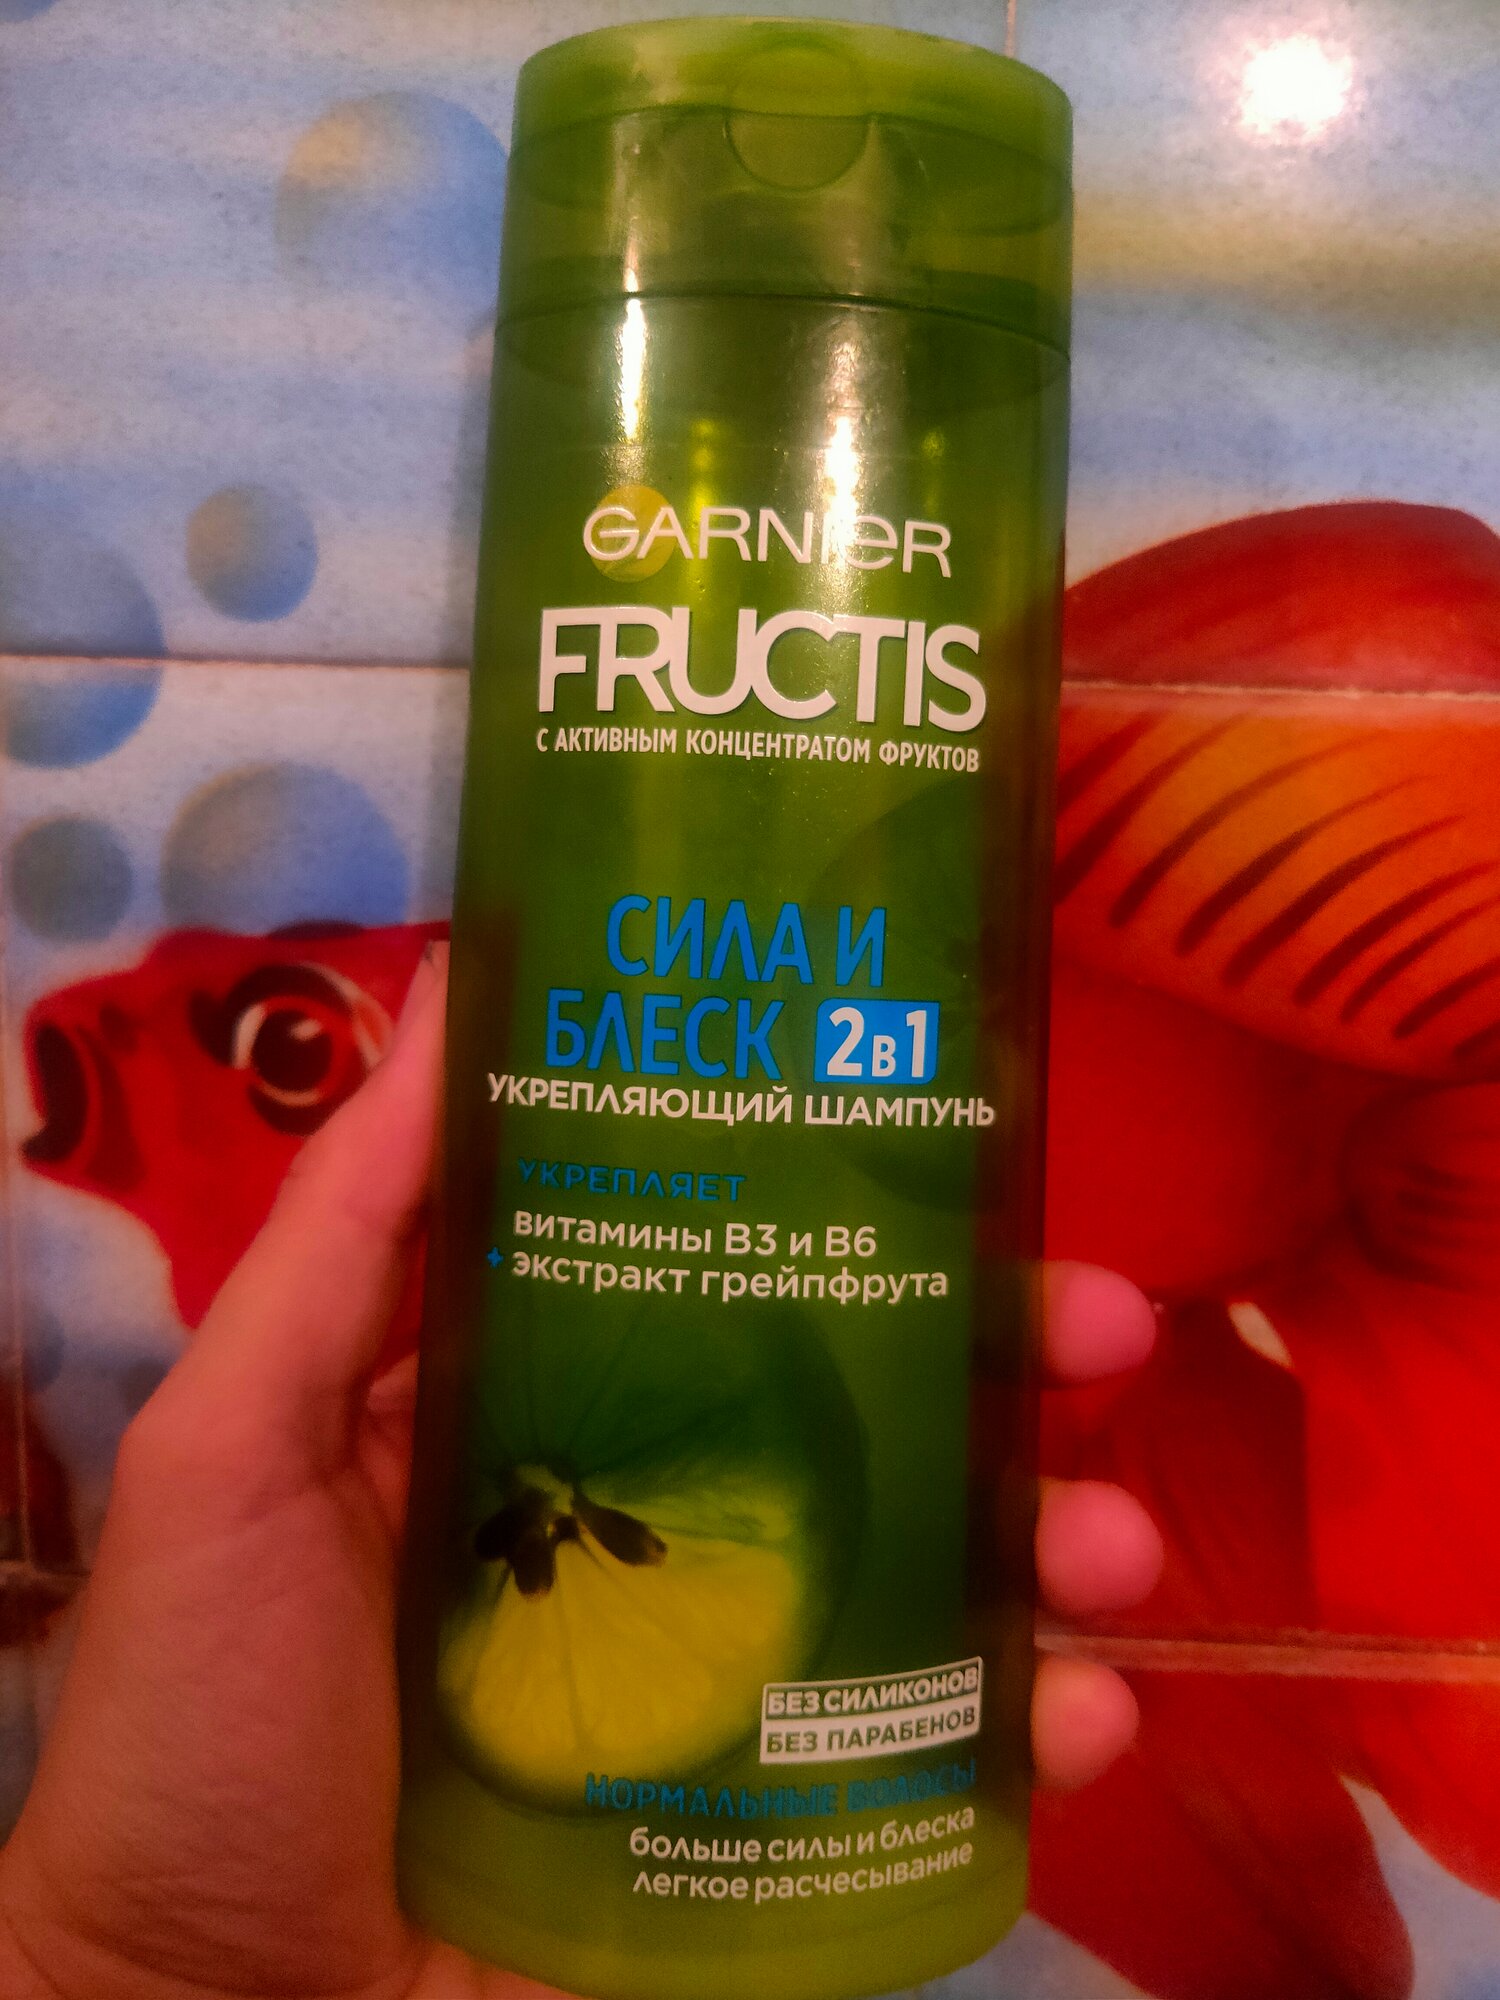 GARNIER
FRUCTIS
С АКТИВНЫМ КОНЦЕНТРАТОМ ФРУКТОВ
СИЛА И
БЛЕСК 2В1
УКРЕПЛЯЮЩИЙ ШАМПУНЬ
УКРЕПЛЯЕТ
витамины В3 и В6
+ экстракт грейпфрута
БЕЗ СИЛИКОНОВ
БЕЗ ПАРАБЕНОВ
НОРМАЛЬНЫЕ ВОЛОСЫ
больше силы и блеска
легкое расчесывание